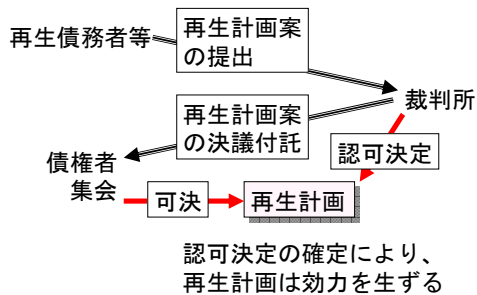 再生債務者等
再生計画案
の提出
裁判所
再生計画案
の決議付託
認可決定
債権者
集会
可決
再生計画
認可決定の確定により、
再生計画は効力を生ずる